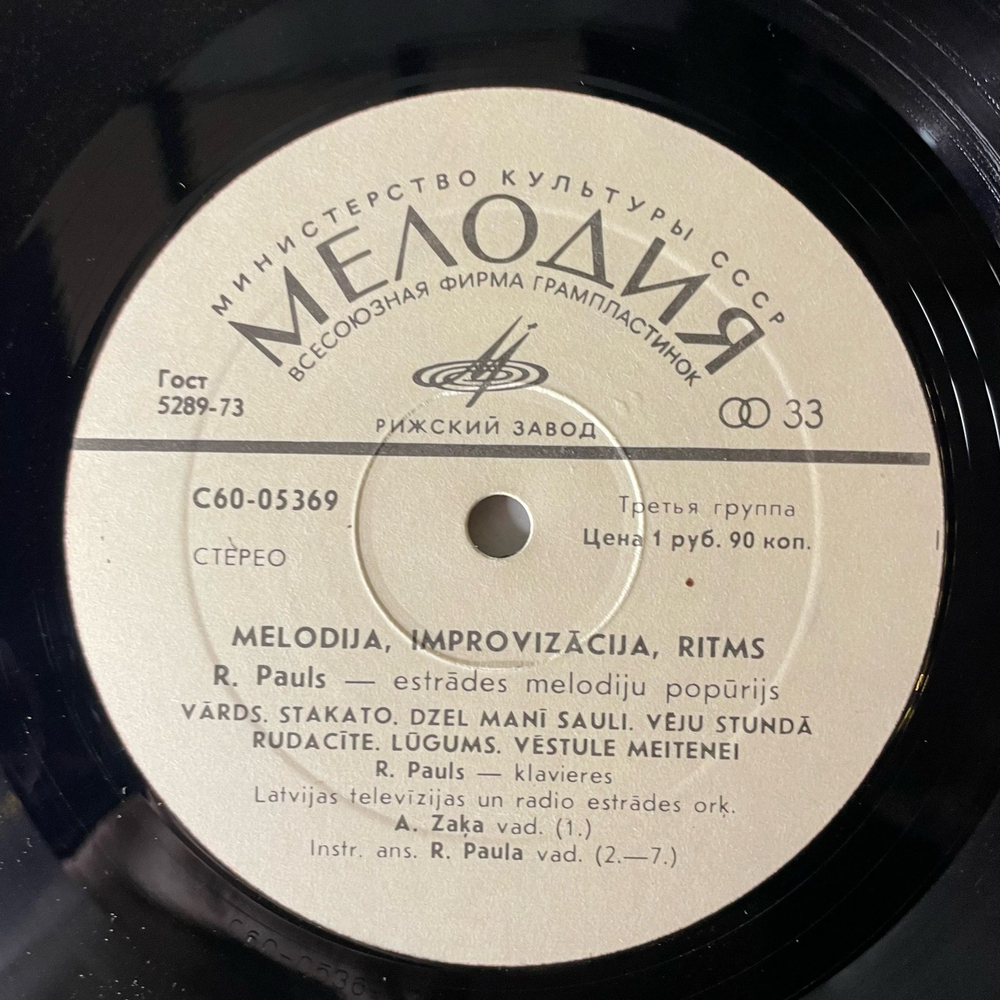 МИНИСТЕРСТВО КУЛЬТУРЫ СССР
МЕЛОДИЯ
ВСЕСОЮЗНАЯ ФИРМА ГРАМПЛАСТИНОК
Гост
5289-73
РИЖСКИЙ ЗАВОД
33
С60-05369
Третья группа
Цена 1 руб. 90 коп.
СТЕРЕО
MELODIJA, IMPROVIZĀCIJA, RITMS
R. Pauls — estrādes melodiju popūrijs
VĀRDS. STAKATO. DZEL MANĪ SAULI. VĒJU STUNDĀ
RUDACĪTE. LŪGUMS. VĒSTULE MEITENEI
R. Pauls — klavieres
Latvijas televīzijas un radio estrādes orķ.
A. Zaķa vad. (1.)
Instr. ans. R. Paula vad. (2.—7.)